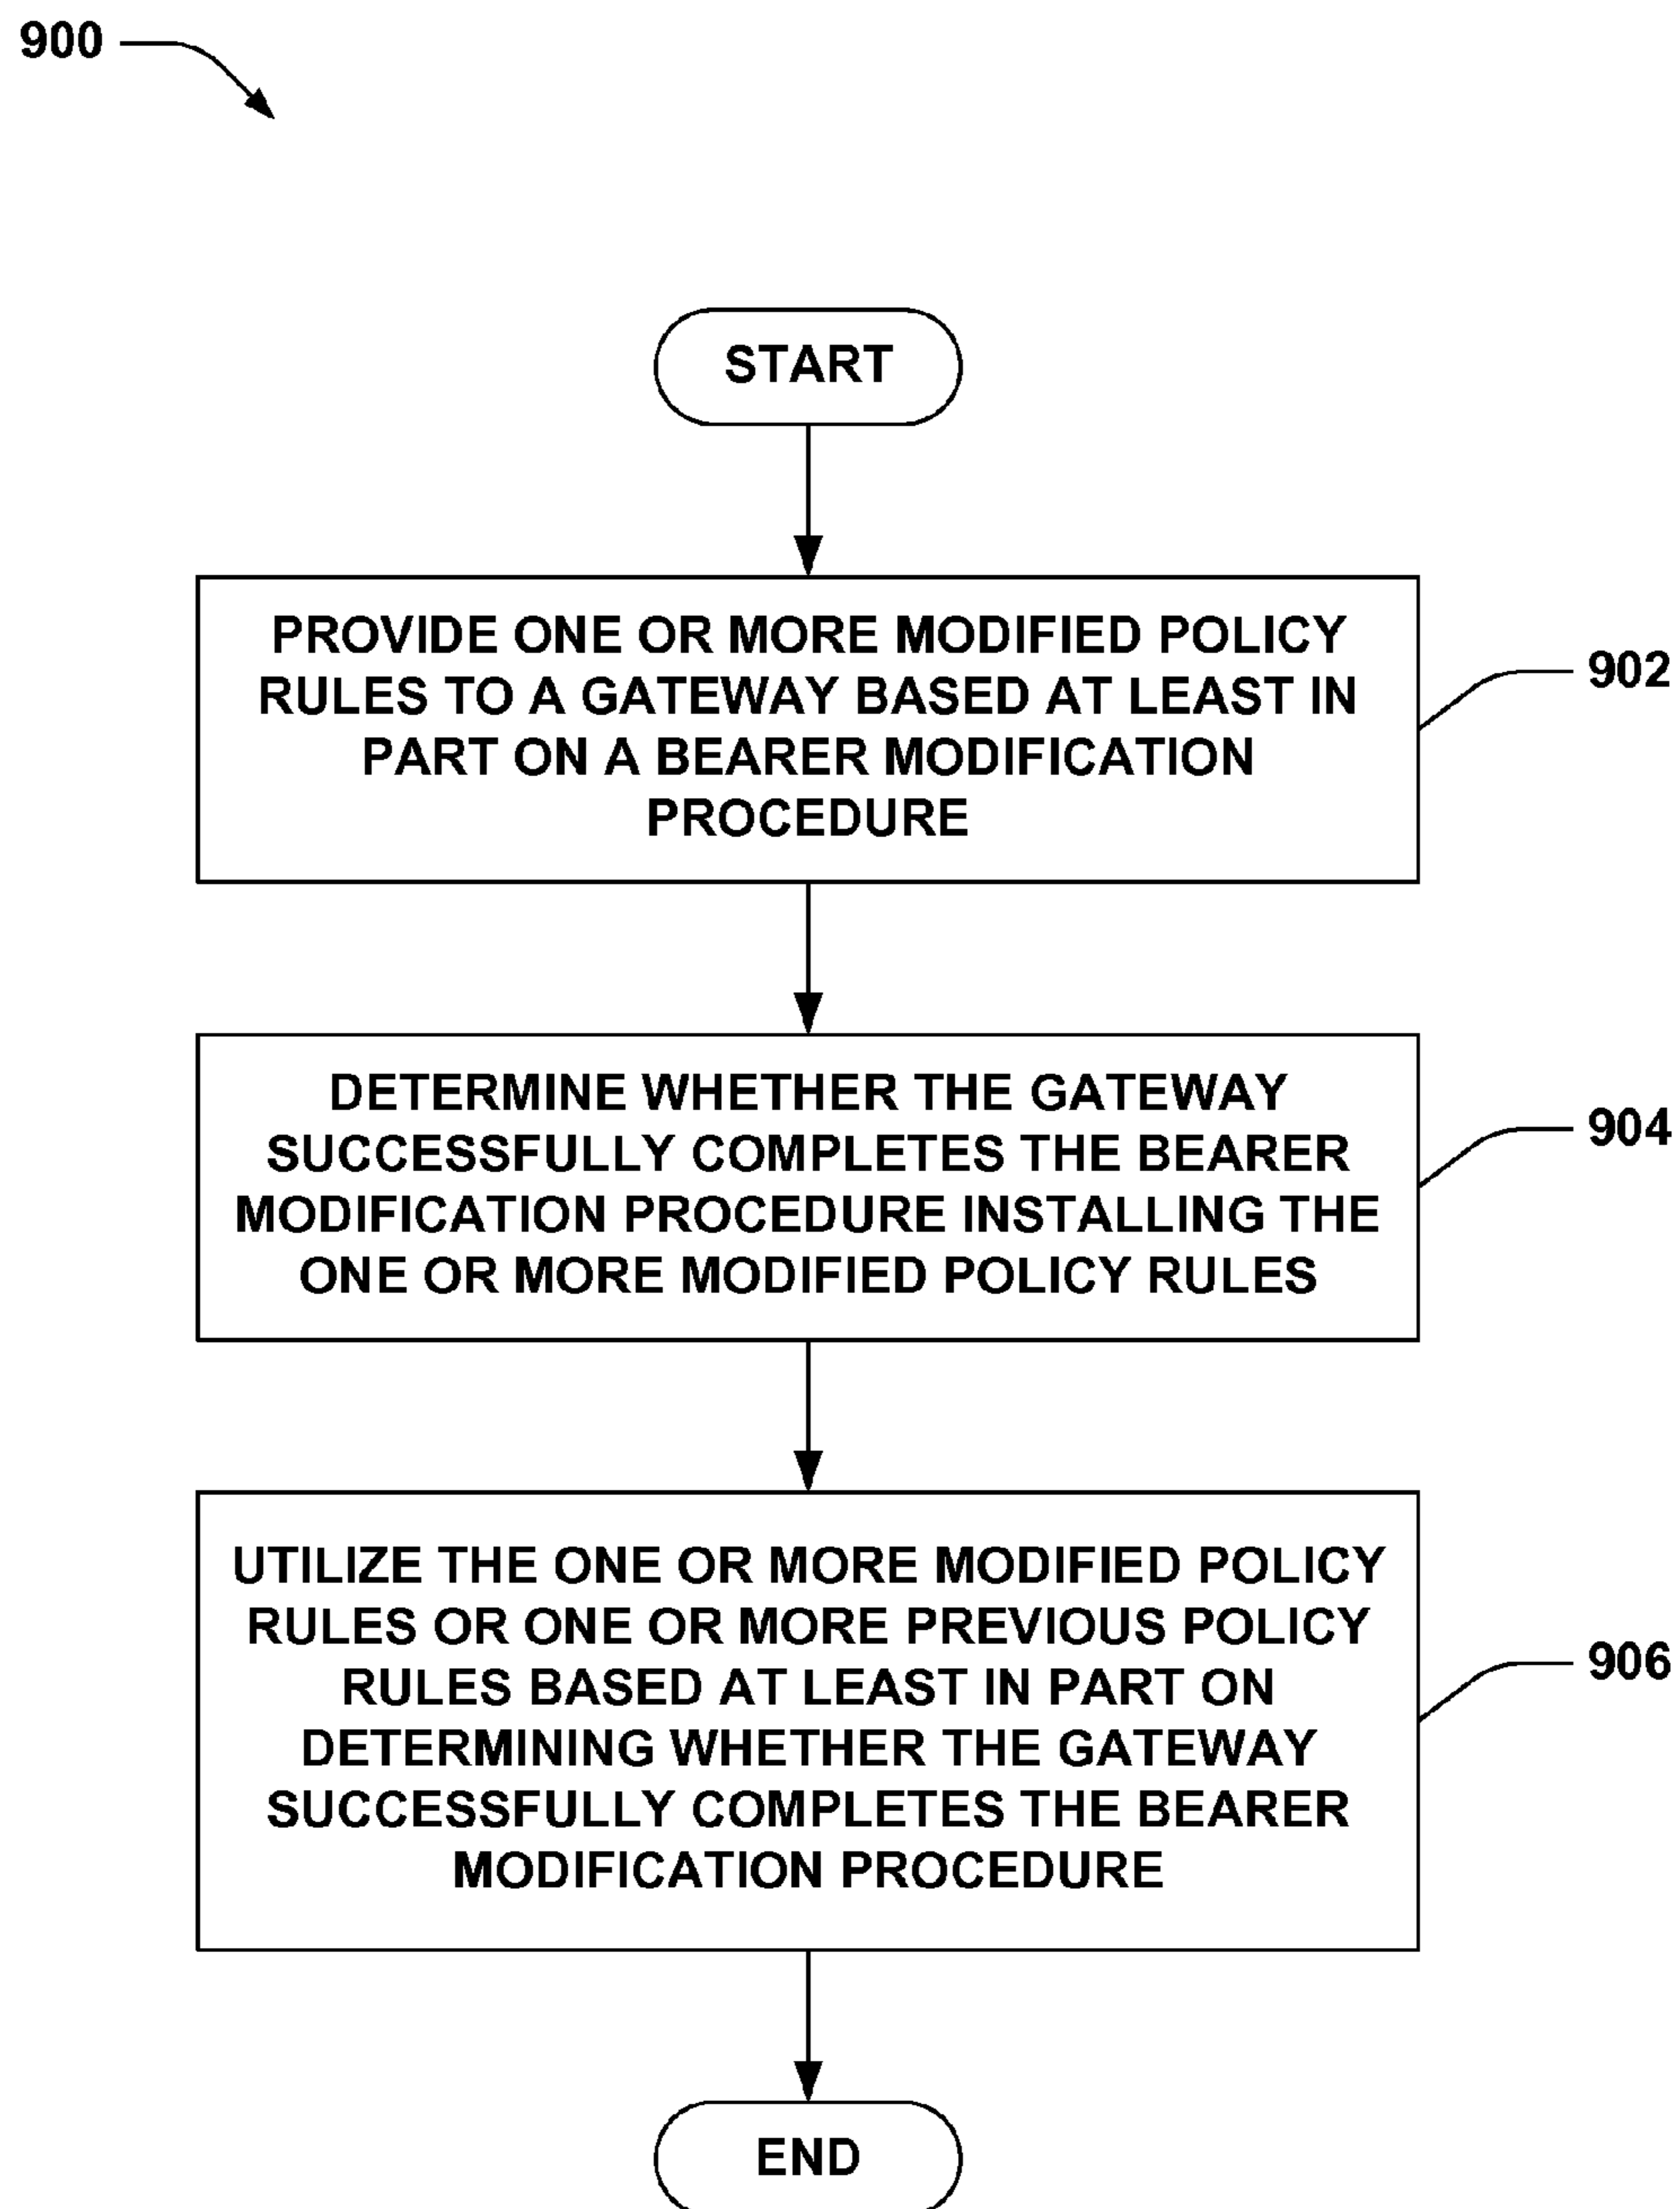 900
START
PROVIDE ONE OR MORE MODIFIED POLICY
RULES TO A GATEWAY BASED AT LEAST IN
PART ON A BEARER MODIFICATION
PROCEDURE
902
DETERMINE WHETHER THE GATEWAY
SUCCESSFULLY COMPLETES THE BEARER
MODIFICATION PROCEDURE INSTALLING THE
ONE OR MORE MODIFIED POLICY RULES
904
UTILIZE THE ONE OR MORE MODIFIED POLICY
RULES OR ONE OR MORE PREVIOUS POLICY
RULES BASED AT LEAST IN PART ON
DETERMINING WHETHER THE GATEWAY
SUCCESSFULLY COMPLETES THE BEARER
MODIFICATION PROCEDURE
906
END